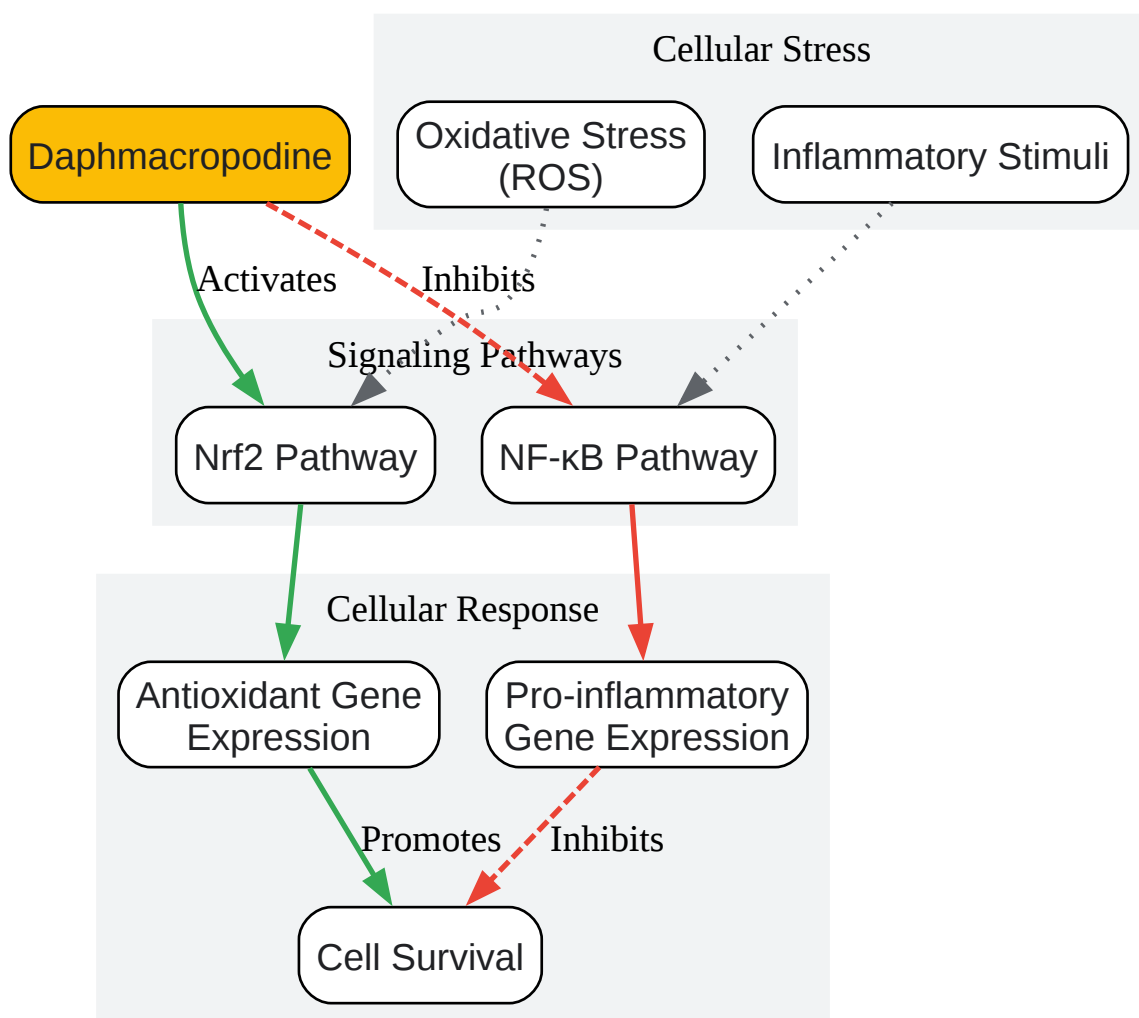 Cellular Stress
Daphmacropodine
Oxidative Stress
(ROS)
Inflammatory Stimuli
Activates
Inhibits
Signaling Pathways
Nrf2 Pathway
NF-κB Pathway
Cellular Response
Antioxidant Gene
Expression
Pro-inflammatory
Gene Expression
Promotes
Inhibits
Cell Survival